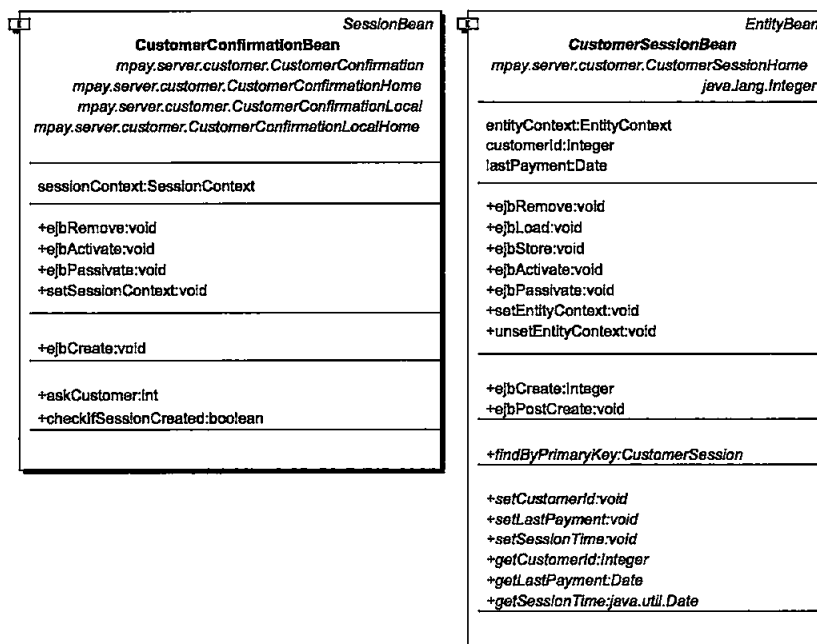 SessionBean
CustomerConfirmationBean
mpay.server.customer.CustomerConfirmation
mpay.server.customer.CustomerConfirmationHome
mpay.server.customer.CustomerConfirmationLocal
mpay.server.customer.CustomerConfirmationLocalHome
sessionContext:SessionContext
+ejbRemove:void
+ejbActivate:void
+ejbPassivate:void
+setSessionContext:void
+ejbCreate:void
+askCustomer:int
+checkIfSessionCreated:boolean
EntityBean
CustomerSessionBean
mpay.server.customer.CustomerSessionHome
java.lang.Integer
entityContext:EntityContext
customerId:Integer
lastPayment:Date
+ejbRemove:void
+ejbLoad:void
+ejbStore:void
+ejbActivate:void
+ejbPassivate:void
+setEntityContext:void
+unsetEntityContext:void
+ejbCreate:Integer
+ejbPostCreate:void
+findByPrimaryKey:CustomerSession
+setCustomerId:void
+setLastPayment:void
+setSessionTime:void
+getCustomerId:Integer
+getLastPayment:Date
+getSessionTime:java.util.Date